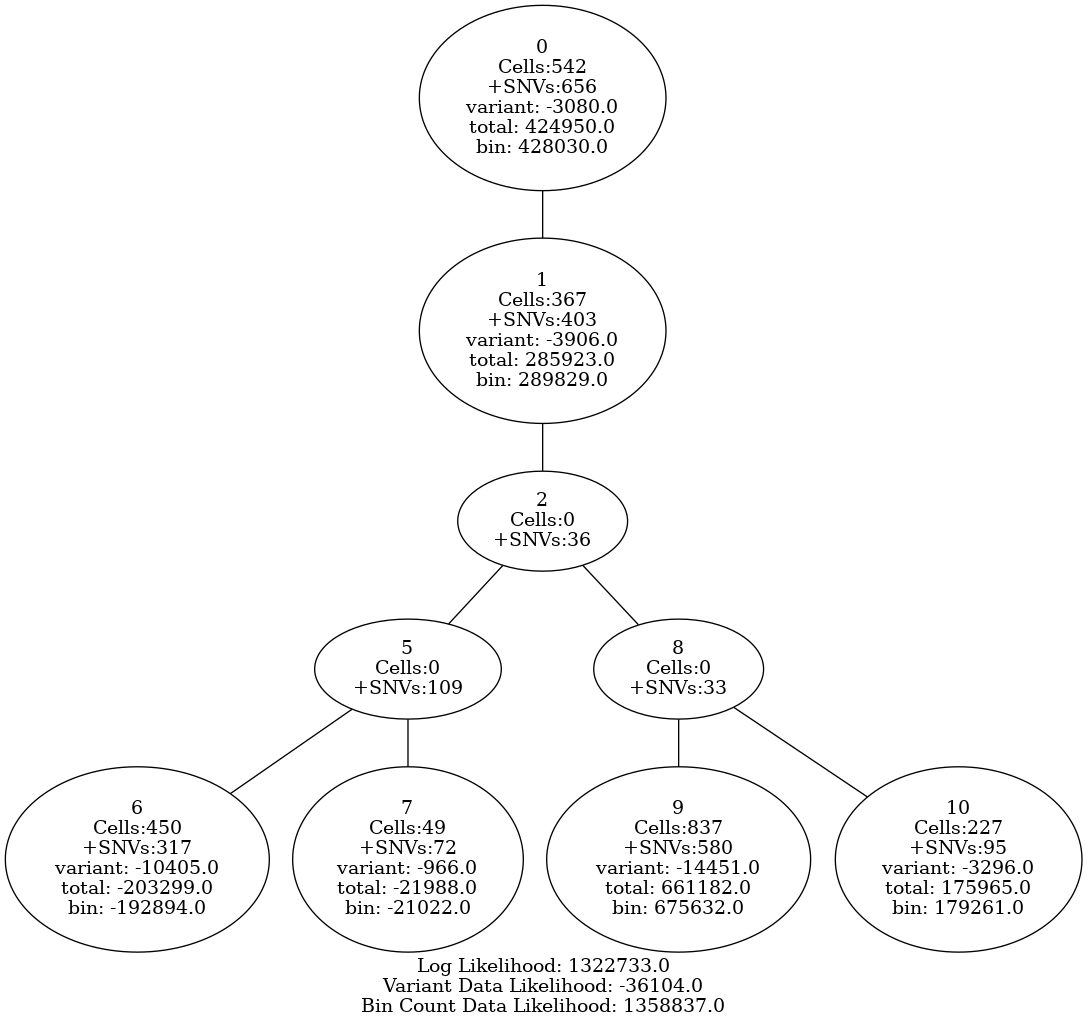 0
Cells:542
+SNVs:656
variant: -3080.0
total: 424950.0
bin: 428030.0
1
Cells:367
+SNVs:403
variant: -3906.0
total: 285923.0
bin: 289829.0
2
Cells:0
+SNVs:36
5
Cells:0
+SNVs:109
8
Cells:0
+SNVs:33
6
Cells:450
+SNVs:317
variant: -10405.0
total: -203299.0
bin: -192894.0
7
Cells:49
+SNVs:72
variant: -966.0
total: -21988.0
bin: -21022.0
9
Cells:837
+SNVs:580
variant: -14451.0
total: 661182.0
bin: 675632.0
10
Cells:227
+SNVs:95
variant: -3296.0
total: 175965.0
bin: 179261.0
Log Likelihood: 1322733.0
Variant Data Likelihood: -36104.0
Bin Count Data Likelihood: 1358837.0